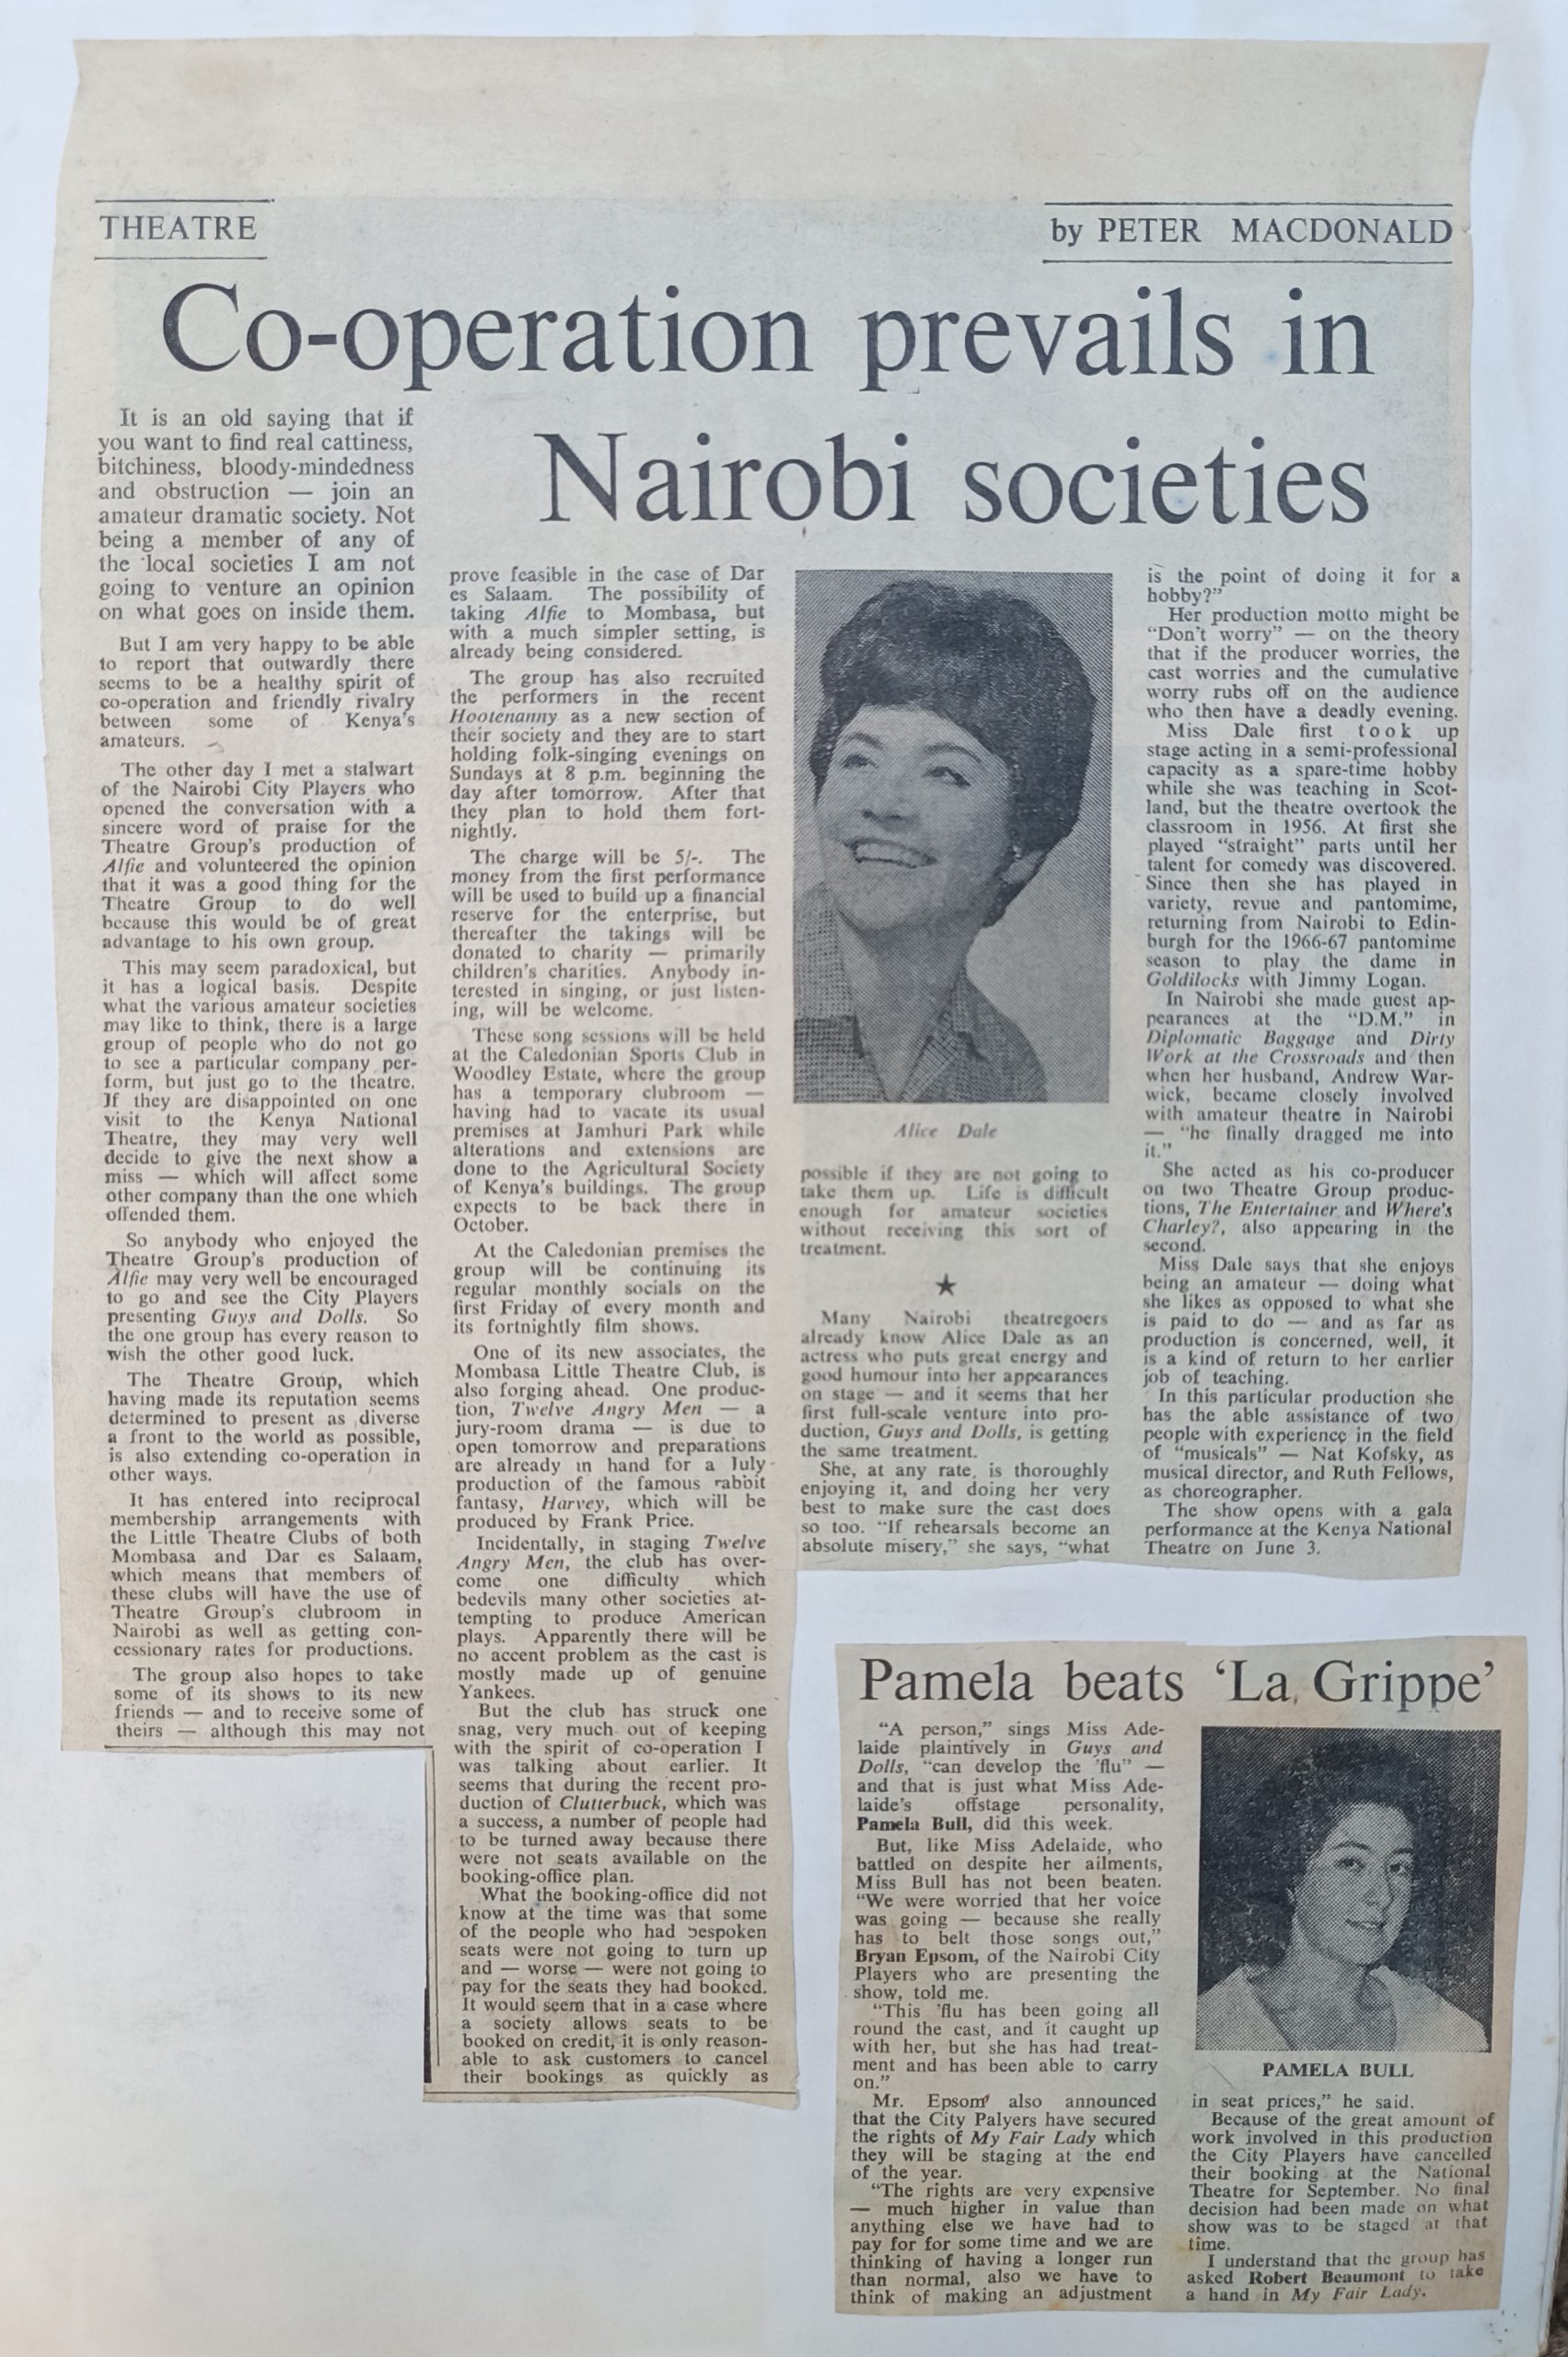 THEATRE
by PETER MACDONALD
Co-operation prevails in
Nairobi societies
It is an old saying that if
you want to find real cattiness,
bitchiness, bloody-mindedness
and obstruction — join an
amateur dramatic society. Not
being a member of any of
the local societies I am not
going to venture an opinion
on what goes on inside them.
But I am very happy to be able
to report that outwardly there
seems to be a healthy spirit of
co-operation and friendly rivalry
between some of Kenya's
amateurs.
The other day I met a stalwart
of the Nairobi City Players who
opened the conversation with a
sincere word of praise for the
Theatre Group's production of
Alfie and volunteered the opinion
that it was a good thing for the
Theatre Group to do well
because this would be of great
advantage to his own group.
This may seem paradoxical, but
it has a logical basis. Despite
what the various amateur societies
may like to think, there is a large
group of people who do not go
to see a particular company per-
form, but just go to the theatre.
If they are disappointed on one
visit to the Kenya National
Theatre, they may very well
decide to give the next show a
miss — which will affect some
other company than the one which
offended them.
So anybody who enjoyed the
Theatre Group's production of
Alfie may very well be encouraged
to go and see the City Players
presenting Guys and Dolls. So
the one group has every reason to
wish the other good luck.
The Theatre Group, which
having made its reputation seems
determined to present as diverse
a front to the world as possible,
is also extending co-operation in
other ways.
It has entered into reciprocal
membership arrangements with
the Little Theatre Clubs of both
Mombasa and Dar es Salaam,
which means that members of
these clubs will have the use of
Theatre Group's clubroom in
Nairobi as well as getting con-
cessionary rates for productions.
The group also hopes to take
some of its shows to its new
friends — and to receive some of
theirs — although this may not
prove feasible in the case of Dar
es Salaam. The possibility of
taking Alfie to Mombasa, but
with a much simpler setting, is
already being considered.
The group has also recruited
the performers in the recent
Hootenanny as a new section of
their society and they are to start
holding folk-singing evenings on
Sundays at 8 p.m. beginning the
day after tomorrow. After that
they plan to hold them fort-
nightly.
The charge will be 5/-. The
money from the first performance
will be used to build up a financial
reserve for the enterprise, but
thereafter the takings will be
donated to charity — primarily
children's charities. Anybody in-
terested in singing, or just listen-
ing, will be welcome.
These song sessions will be held
at the Caledonian Sports Club in
Woodley Estate, where the group
has a temporary clubroom —
having had to vacate its usual
premises at Jamhuri Park while
alterations and extensions are
done to the Agricultural Society
of Kenya's buildings. The group
expects to be back there in
October.
At the Caledonian premises the
group will be continuing its
regular monthly socials on the
first Friday of every month and
its fortnightly film shows.
One of its new associates, the
Mombasa Little Theatre Club, is
also forging ahead. One produc-
tion, Twelve Angry Men — a
jury-room drama — is due to
open tomorrow and preparations
are already in hand for a July
production of the famous rabbit
fantasy, Harvey, which will be
produced by Frank Price.
Incidentally, in staging Twelve
Angry Men, the club has over-
come one difficulty which
bedevils many other societies at-
tempting to produce American
plays. Apparently there will be
no accent problem as the cast is
mostly made up of genuine
Yankees.
But the club has struck one
snag, very much out of keeping
with the spirit of co-operation I
was talking about earlier. It
seems that during the recent pro-
duction of Clutterbuck, which was
a success, a number of people had
to be turned away because there
were not seats available on the
booking-office plan.
What the booking-office did not
know at the time was that some
of the people who had bespoken
seats were not going to turn up
and — worse — were not going to
pay for the seats they had booked.
It would seem that in a case where
a society allows seats to be
booked on credit, it is only reason-
able to ask customers to cancel
their bookings as quickly as
Alice Dale
possible if they are not going to
take them up. Life is difficult
enough for amateur societies
without receiving this sort of
treatment.
★
Many Nairobi theatregoers
already know Alice Dale as an
actress who puts great energy and
good humour into her appearances
on stage — and it seems that her
first full-scale venture into pro-
duction, Guys and Dolls, is getting
the same treatment.
She, at any rate, is thoroughly
enjoying it, and doing her very
best to make sure the cast does
so too. “If rehearsals become an
absolute misery,” she says, “what
is the point of doing it for a
hobby?”
Her production motto might be
“Don't worry” — on the theory
that if the producer worries, the
cast worries and the cumulative
worry rubs off on the audience
who then have a deadly evening.
Miss Dale first took up
stage acting in a semi-professional
capacity as a spare-time hobby
while she was teaching in Scot-
land, but the theatre overtook the
classroom in 1956. At first she
played “straight” parts until her
talent for comedy was discovered.
Since then she has played in
variety, revue and pantomime,
returning from Nairobi to Edin-
burgh for the 1966-67 pantomime
season to play the dame in
Goldilocks with Jimmy Logan.
In Nairobi she made guest ap-
pearances at the “D.M.” in
Diplomatic Baggage and Dirty
Work at the Crossroads and then
when her husband, Andrew War-
wick, became closely involved
with amateur theatre in Nairobi
— “he finally dragged me into
it.”
She acted as his co-producer
on two Theatre Group produc-
tions, The Entertainer and Where's
Charley?, also appearing in the
second.
Miss Dale says that she enjoys
being an amateur — doing what
she likes as opposed to what she
is paid to do — and as far as
production is concerned, well, it
is a kind of return to her earlier
job of teaching.
In this particular production she
has the able assistance of two
people with experience in the field
of “musicals” — Nat Kofsky, as
musical director, and Ruth Fellows,
as choreographer.
The show opens with a gala
performance at the Kenya National
Theatre on June 3.
Pamela beats ‘La Grippe’
“A person,” sings Miss Ade-
laide plaintively in Guys and
Dolls, “can develop the 'flu” —
and that is just what Miss Ade-
laide's offstage personality,
Pamela Bull, did this week.
But, like Miss Adelaide, who
battled on despite her ailments,
Miss Bull has not been beaten.
“We were worried that her voice
was going — because she really
has to belt those songs out,”
Bryan Epsom, of the Nairobi City
Players who are presenting the
show, told me.
“This 'flu has been going all
round the cast, and it caught up
with her, but she has had treat-
ment and has been able to carry
on.”
Mr. Epsom also announced
that the City Palyers have secured
the rights of My Fair Lady which
they will be staging at the end
of the year.
“The rights are very expensive
— much higher in value than
anything else we have had to
pay for for some time and we are
thinking of having a longer run
than normal, also we have to
think of making an adjustment
PAMELA BULL
in seat prices,” he said.
Because of the great amount of
work involved in this production
the City Players have cancelled
their booking at the National
Theatre for September. No final
decision had been made on what
show was to be staged at that
time.
I understand that the group has
asked Robert Beaumont to take
a hand in My Fair Lady.